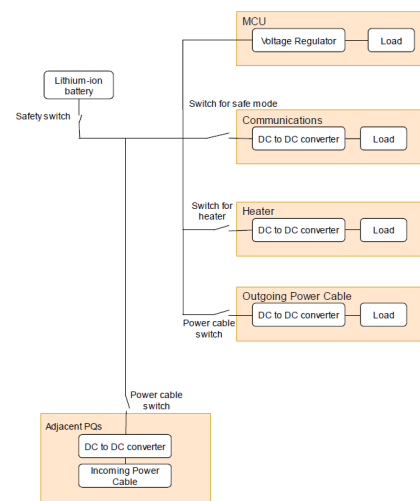 MCU
Voltage Regulator
Load
Lithium-ion
battery
Safety switch
Switch for safe mode
Communications
DC to DC converter
Load
Switch for
heater
Heater
DC to DC converter
Load
Outgoing Power Cable
DC to DC converter
Load
Power cable
switch
Power cable
switch
Adjacent PQs
DC to DC converter
Incoming Power
Cable